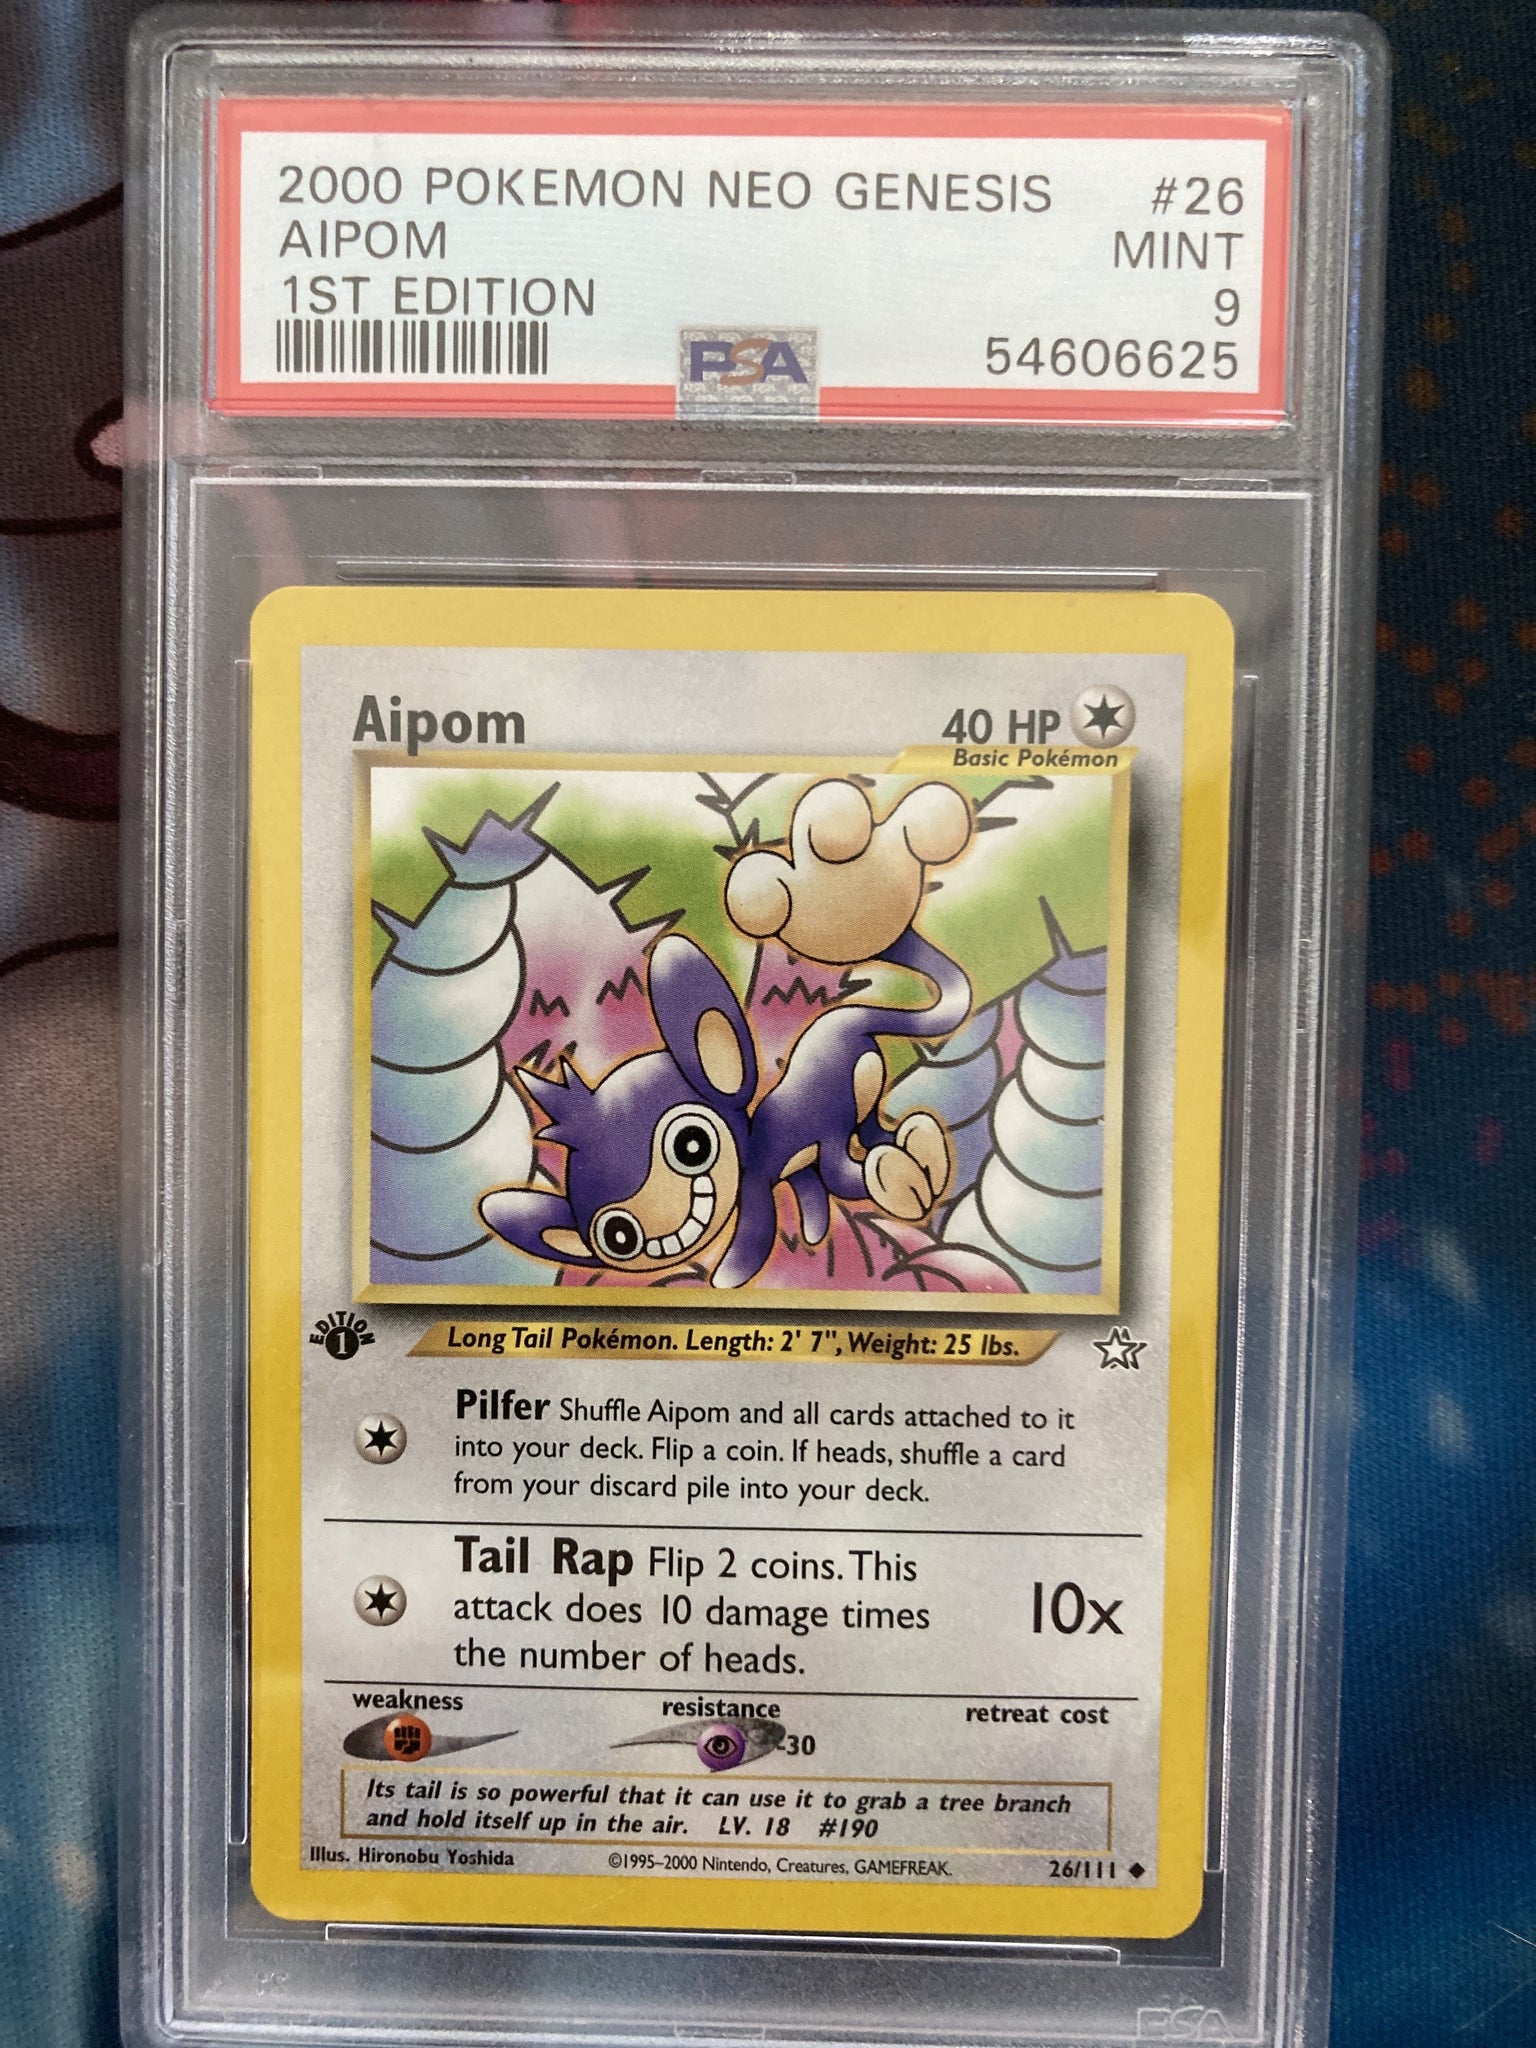 2000 POKEMON NEO GENESIS #26
AIPOM MINT
1ST EDITION 9
PSA 54606625
Aipom 40 HP
Basic Pokémon
EDITION
1
Long Tail Pokémon. Length: 2' 7", Weight: 25 lbs.
Pilfer Shuffle Aipom and all cards attached to it
into your deck. Flip a coin. If heads, shuffle a card
from your discard pile into your deck.
Tail Rap Flip 2 coins. This
attack does 10 damage times
the number of heads.
10x
weakness resistance retreat cost
-30
Its tail is so powerful that it can use it to grab a tree branch
and hold itself up in the air. LV. 18 #190
Illus. Hironobu Yoshida ©1995–2000 Nintendo, Creatures, GAMEFREAK. 26/111
PSA